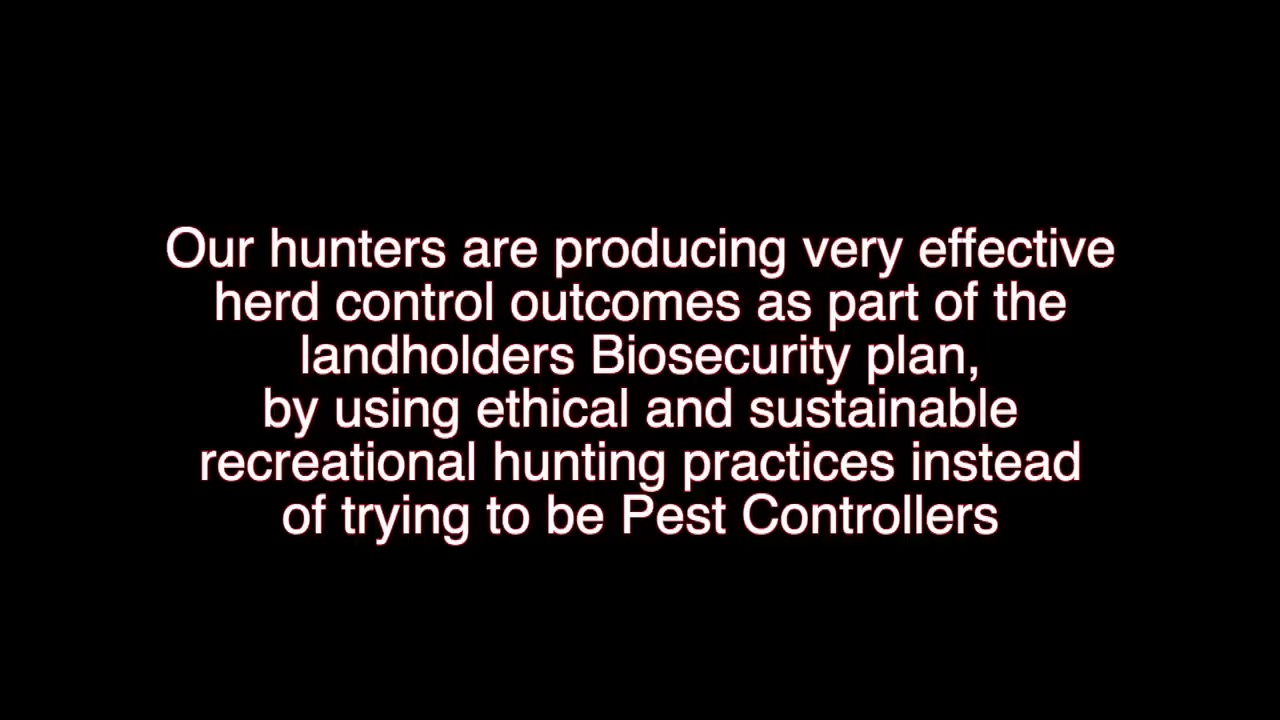 Our hunters are producing very effective
herd control outcomes as part of the
landholders Biosecurity plan,
by using ethical and sustainable
recreational hunting practices instead
of trying to be Pest Controllers